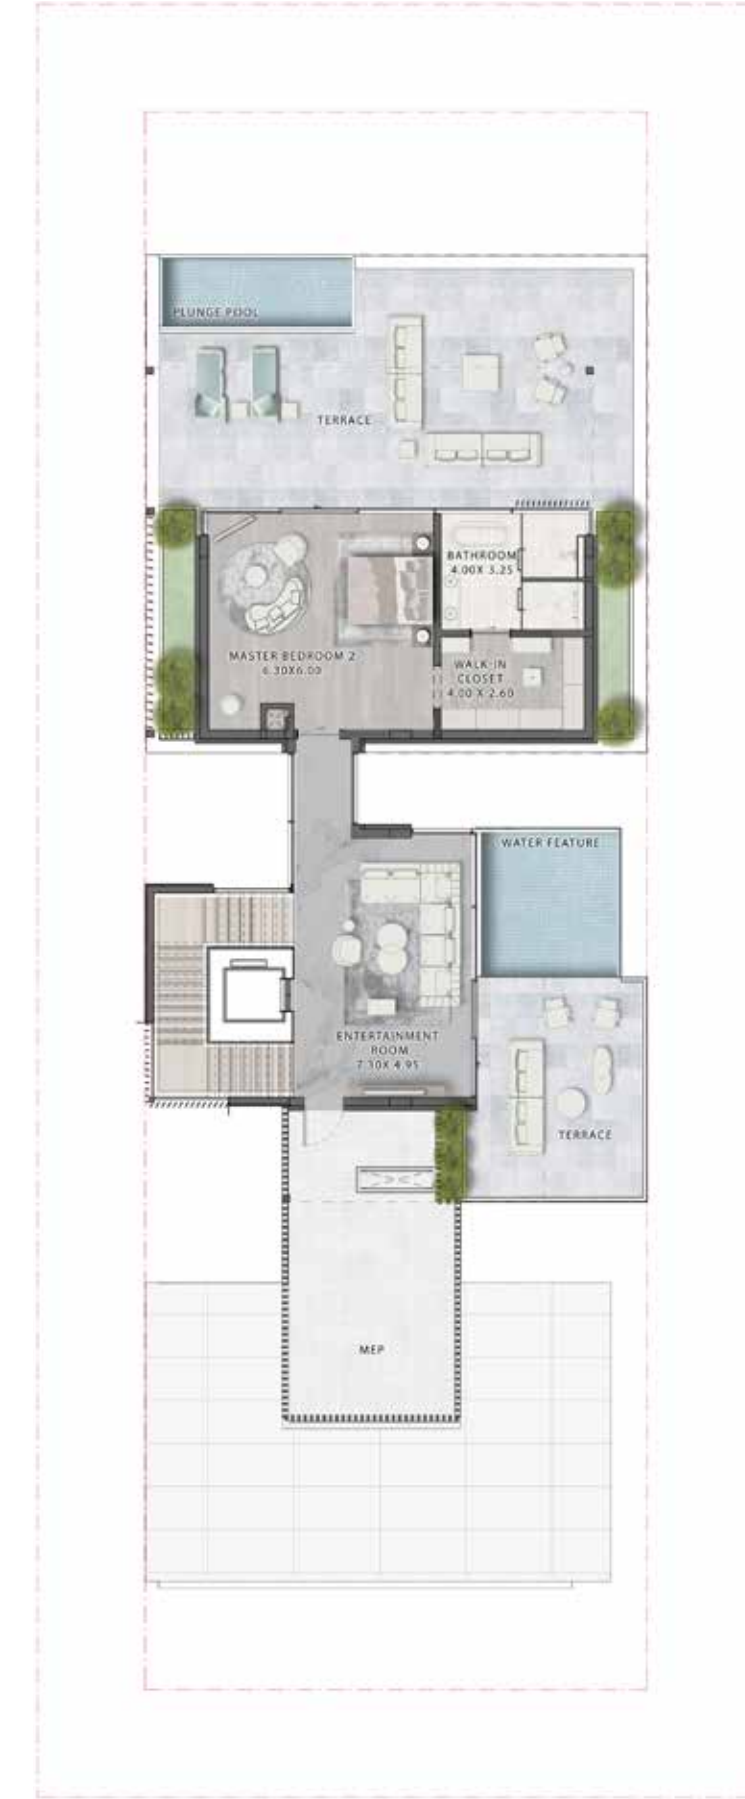 PLUNGE POOL
TERRACE
BATHROOM
4.00X 3.25
MASTER BEDROOM 2
6.30X6.00
WALK-IN
CLOSET
4.00 X 2.60
WATER FEATURE
ENTERTAINMENT
ROOM
7.30X 4.95
TERRACE
MEP